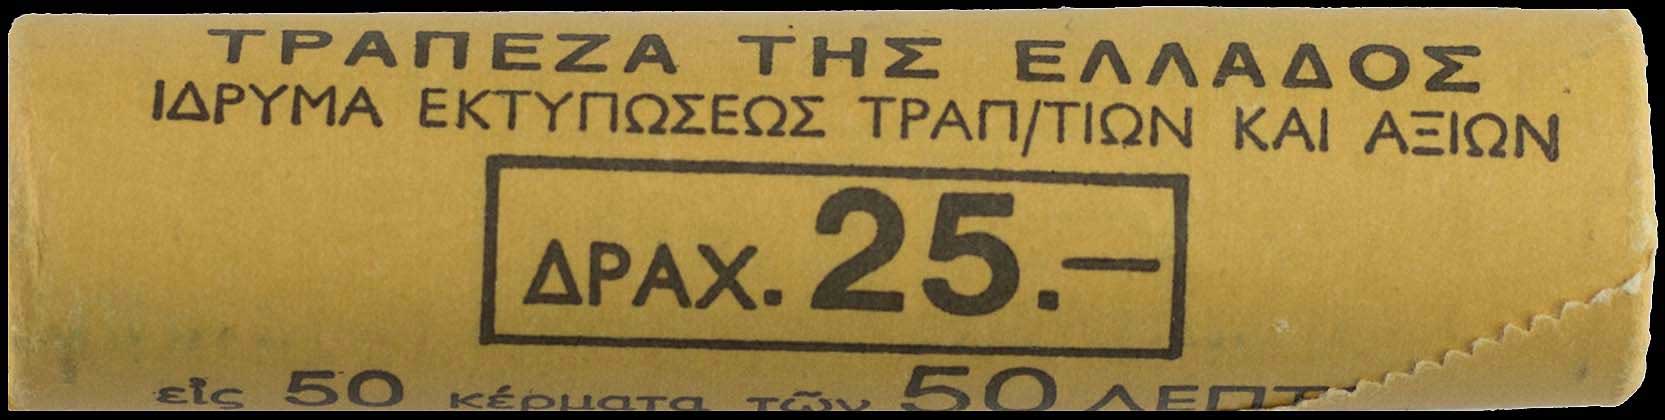 ΤΡΑΠΕΖΑ ΤΗΣ ΕΛΛΑΔΟΣ
ΙΔΡΥΜΑ ΕΚΤΥΠΩΣΕΩΣ ΤΡΑΠ/ΤΙΩΝ ΚΑΙ ΑΞΙΩΝ
ΔΡΑΧ. 25.—
εἰς 50 κέρματα τῶν 50 ΛΕΠΤ